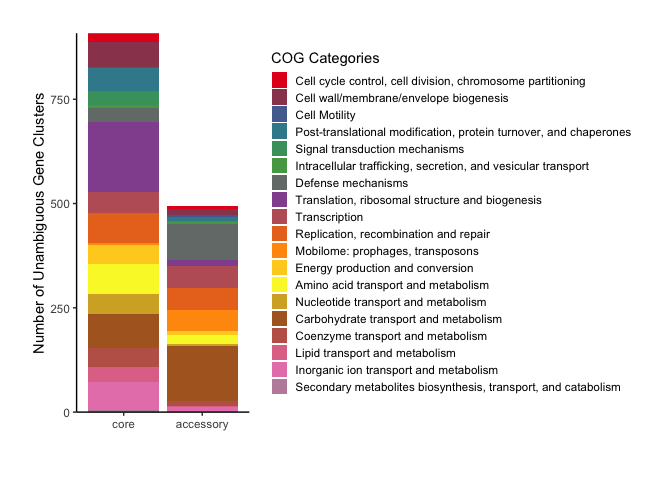 COG Categories
Cell cycle control, cell division, chromosome partitioning
Cell wall/membrane/envelope biogenesis
Cell Motility
Post-translational modification, protein turnover, and chaperones
Signal transduction mechanisms
Intracellular trafficking, secretion, and vesicular transport
Defense mechanisms
Translation, ribosomal structure and biogenesis
Transcription
Replication, recombination and repair
Mobilome: prophages, transposons
Energy production and conversion
Amino acid transport and metabolism
Nucleotide transport and metabolism
Carbohydrate transport and metabolism
Coenzyme transport and metabolism
Lipid transport and metabolism
Inorganic ion transport and metabolism
Secondary metabolites biosynthesis, transport, and catabolism
Number of Unambiguous Gene Clusters
750
500
250
0
core
accessory